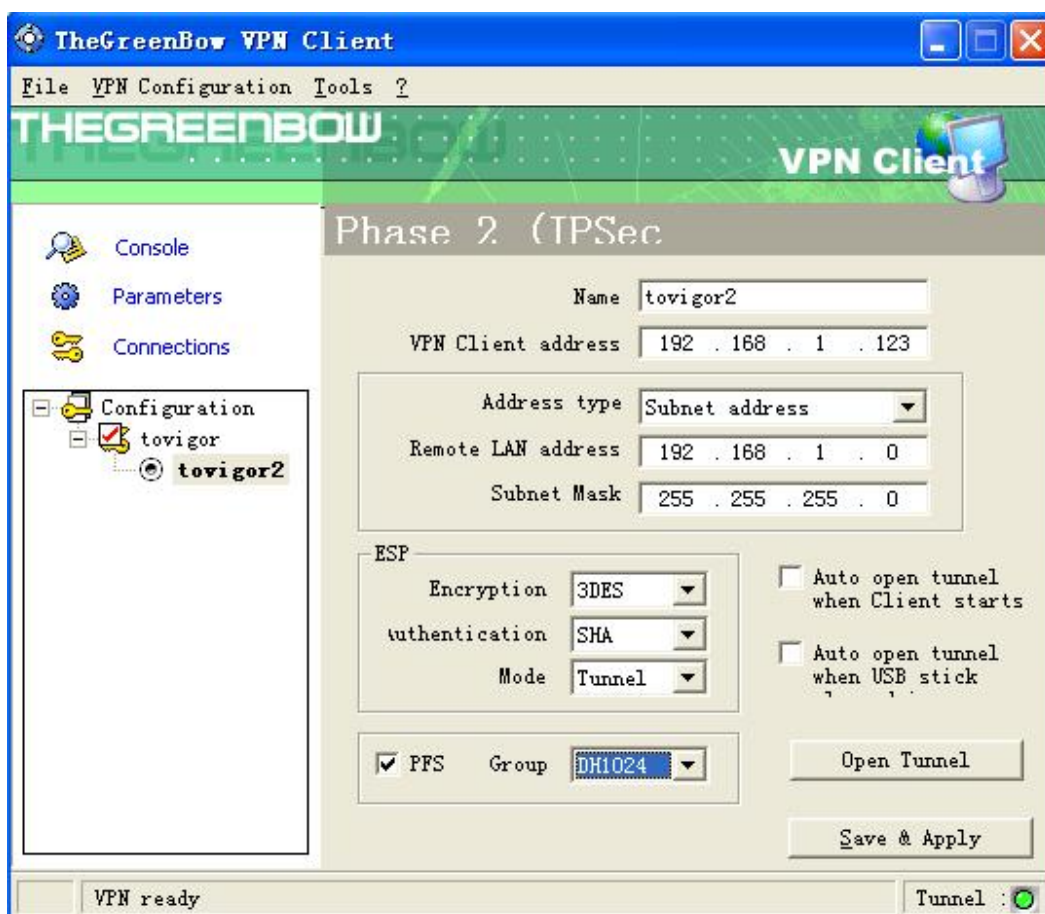 TheGreenBow VPN Client
File VPN Configuration Tools ?
THEGREENBOW
VPN Client
Console
Parameters
Connections
Configuration
tovigor
tovigor2
Phase 2 (IPSec
Name tovigor2
VPN Client address 192 . 168 . 1 . 123
Address type Subnet address
Remote LAN address 192 . 168 . 1 . 0
Subnet Mask 255 . 255 . 255 . 0
ESP
Encryption 3DES
uthentication SHA
Mode Tunnel
PFS Group DH1024
Auto open tunnel
when Client starts
Auto open tunnel
when USB stick
Open Tunnel
Save & Apply
VPN ready
Tunnel :